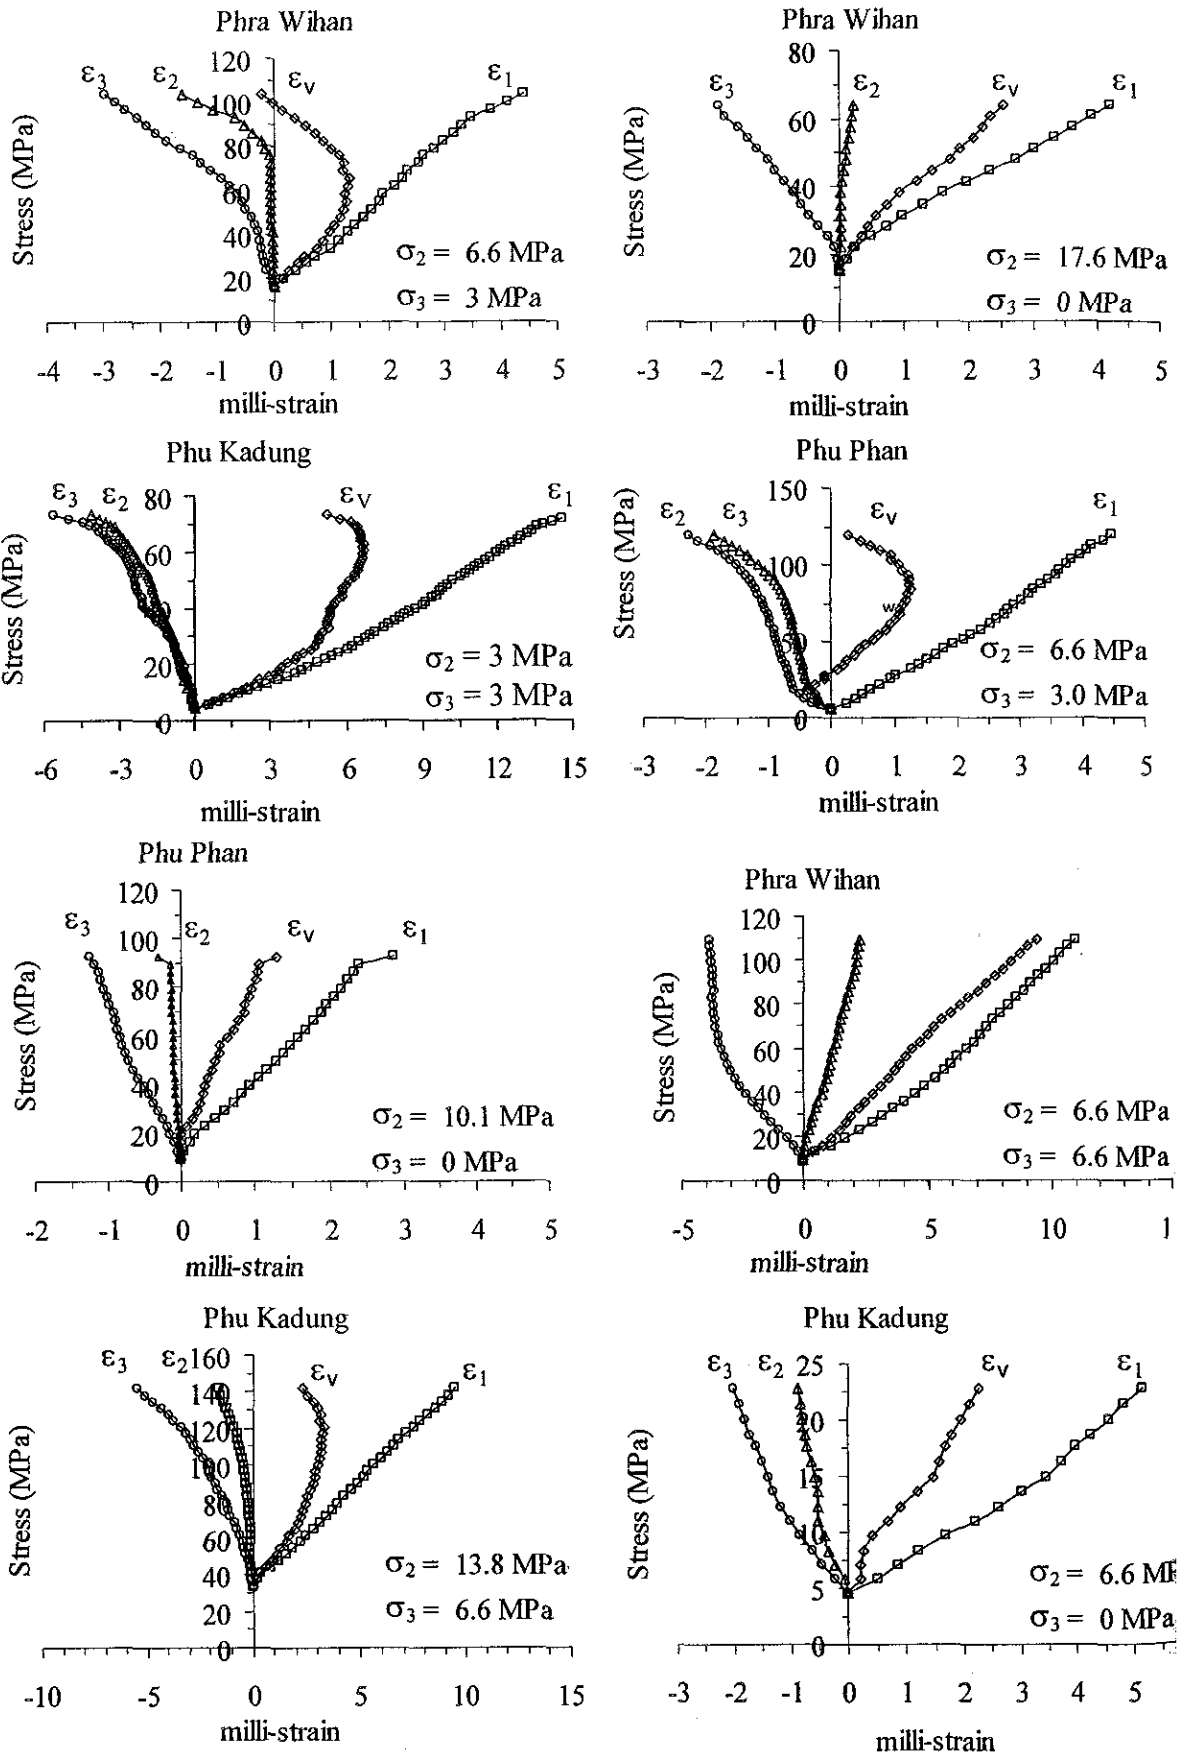 Phra Wihan
120
100
80
60
40
20
0
Stress (MPa)
ε3 ε2 εv ε1
σ2 = 6.6 MPa
σ3 = 3 MPa
-4 -3 -2 -1 0 1 2 3 4 5
milli-strain
Phra Wihan
80
60
40
20
0
Stress (MPa)
ε3 ε2 εv ε1
σ2 = 17.6 MPa
σ3 = 0 MPa
-3 -2 -1 0 1 2 3 4 5
milli-strain
Phu Kadung
80
60
40
20
0
Stress (MPa)
ε3 ε2 εV ε1
σ2 = 3 MPa
σ3 = 3 MPa
-6 -3 0 3 6 9 12 15
milli-strain
Phu Phan
150
100
50
0
Stress (MPa)
ε2 ε3 εv ε1
w
σ2 = 6.6 MPa
σ3 = 3.0 MPa
-3 -2 -1 0 1 2 3 4 5
milli-strain
Phu Phan
120
100
80
60
40
20
0
Stress (MPa)
ε3 ε2 εv ε1
σ2 = 10.1 MPa
σ3 = 0 MPa
-2 -1 0 1 2 3 4 5
milli-strain
Phra Wihan
120
100
80
60
40
20
0
Stress (MPa)
σ2 = 6.6 MPa
σ3 = 6.6 MPa
-5 0 5 10 1
milli-strain
Phu Kadung
160
140
120
100
80
60
40
20
0
Stress (MPa)
ε3 ε2 εv ε1
σ2 = 13.8 MPa
σ3 = 6.6 MPa
-10 -5 0 5 10 15
milli-strain
Phu Kadung
25
20
15
10
5
0
Stress (MPa)
ε3 ε2 εv ε1
σ2 = 6.6 MP
σ3 = 0 MPa
-3 -2 -1 0 1 2 3 4 5
milli-strain